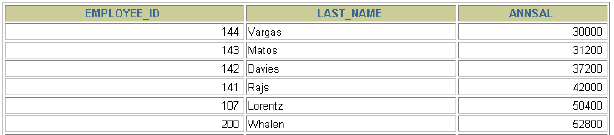 EMPLOYEE_ID LAST_NAME ANNSAL
144 Vargas 30000
143 Matos 31200
142 Davies 37200
141 Rajs 42000
107 Lorentz 50400
200 Whalen 52800